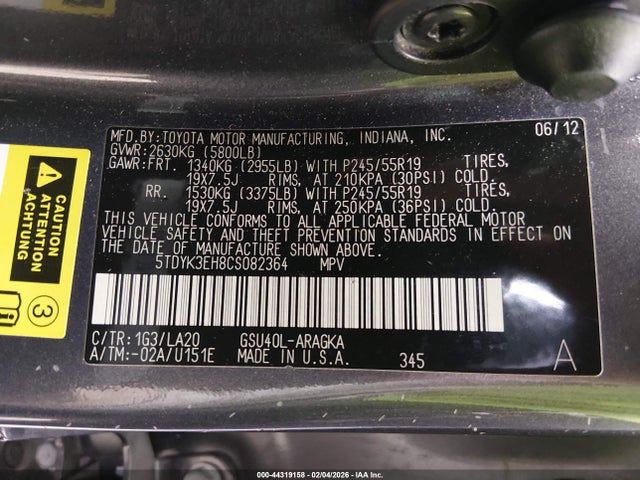 MFD.BY:TOYOTA MOTOR MANUFACTURING, INDIANA, INC. 06/12
GVWR:2630KG (5800LB)
GAWR:FRT. 1340KG (2955LB) WITH P245/55R19 TIRES,
19X7.5J RIMS, AT 210KPA (30PSI) COLD.
RR. 1530KG (3375LB) WITH P245/55R19 TIRES,
19X7.5J RIMS, AT 250KPA (36PSI) COLD.
THIS VEHICLE CONFORMS TO ALL APPLICABLE FEDERAL MOTOR
VEHICLE SAFETY AND THEFT PREVENTION STANDARDS IN EFFECT ON
THE DATE OF MANUFACTURE SHOWN ABOVE.
5TDYK3EH8CS082364 MPV
C/TR:1G3/LA20 GSU40L-ARAGKA
A/TM:-02A/U151E MADE IN U.S.A. 345 A
CAUTION
ATTENTION
ACHTUNG
3
000-44319158 - 02/04/2026 - IAA Inc.